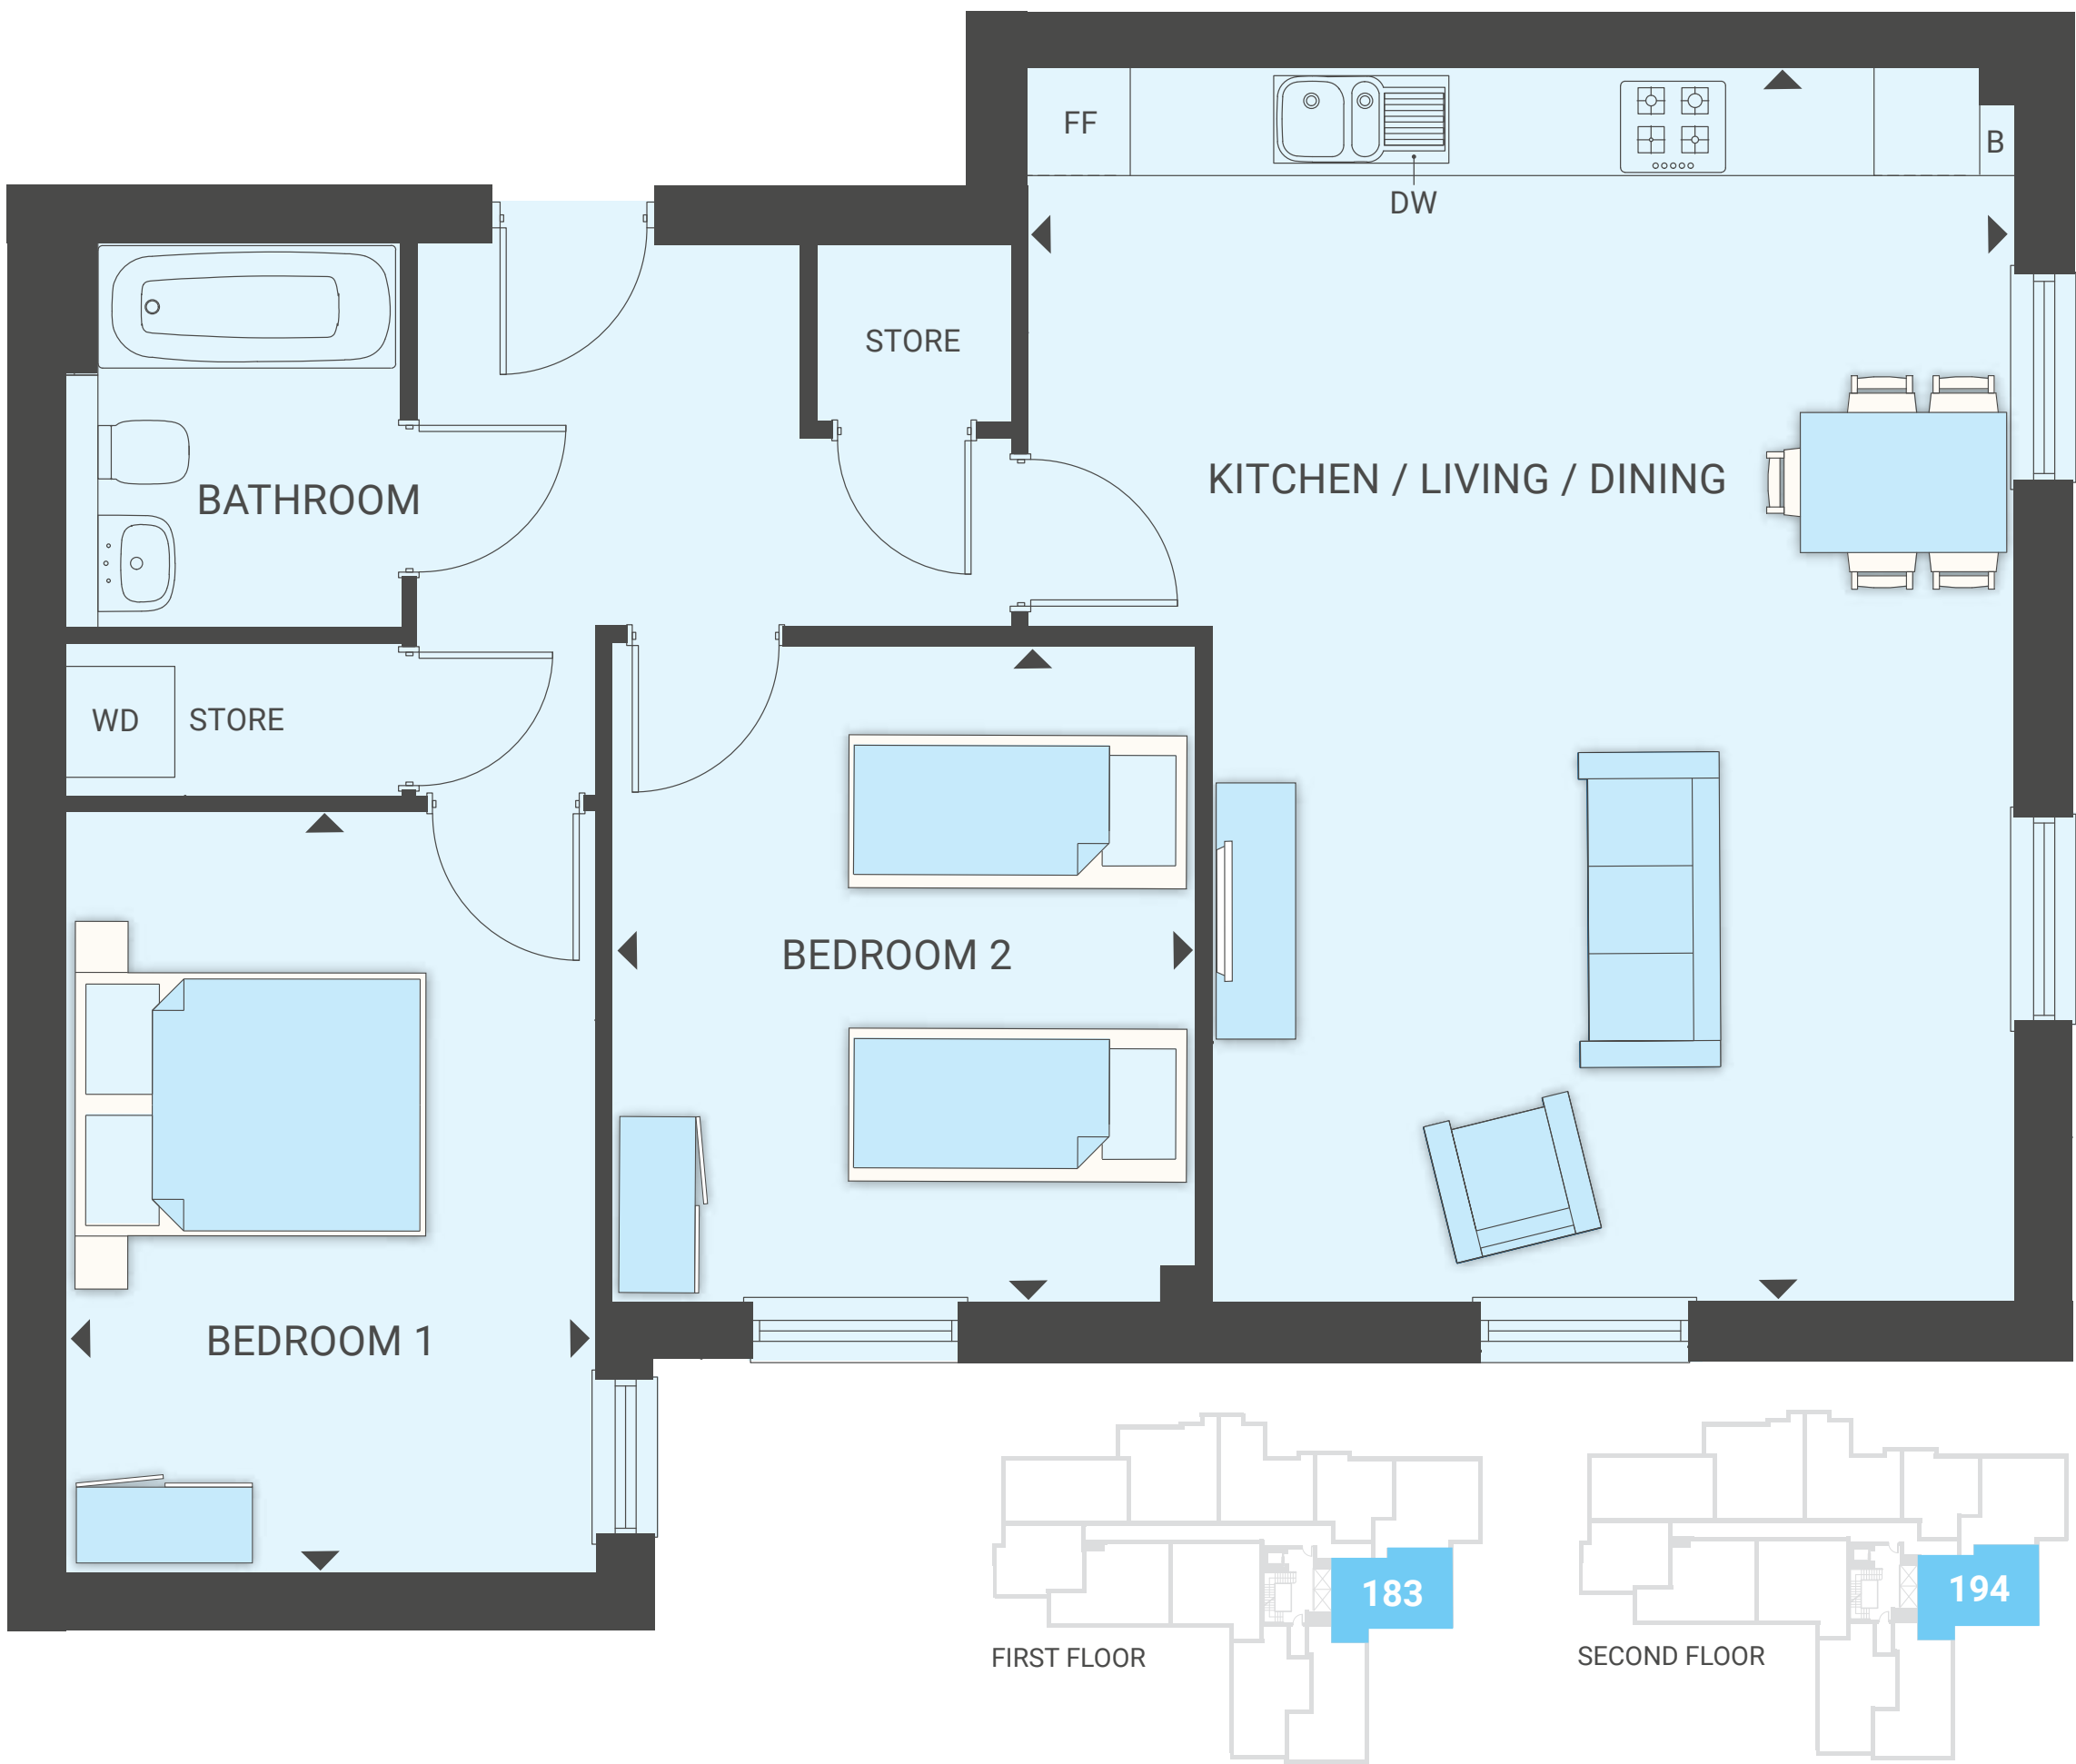 FF
B
DW
STORE
KITCHEN / LIVING / DINING
BATHROOM
WD
STORE
BEDROOM 2
BEDROOM 1
183
194
FIRST FLOOR
SECOND FLOOR